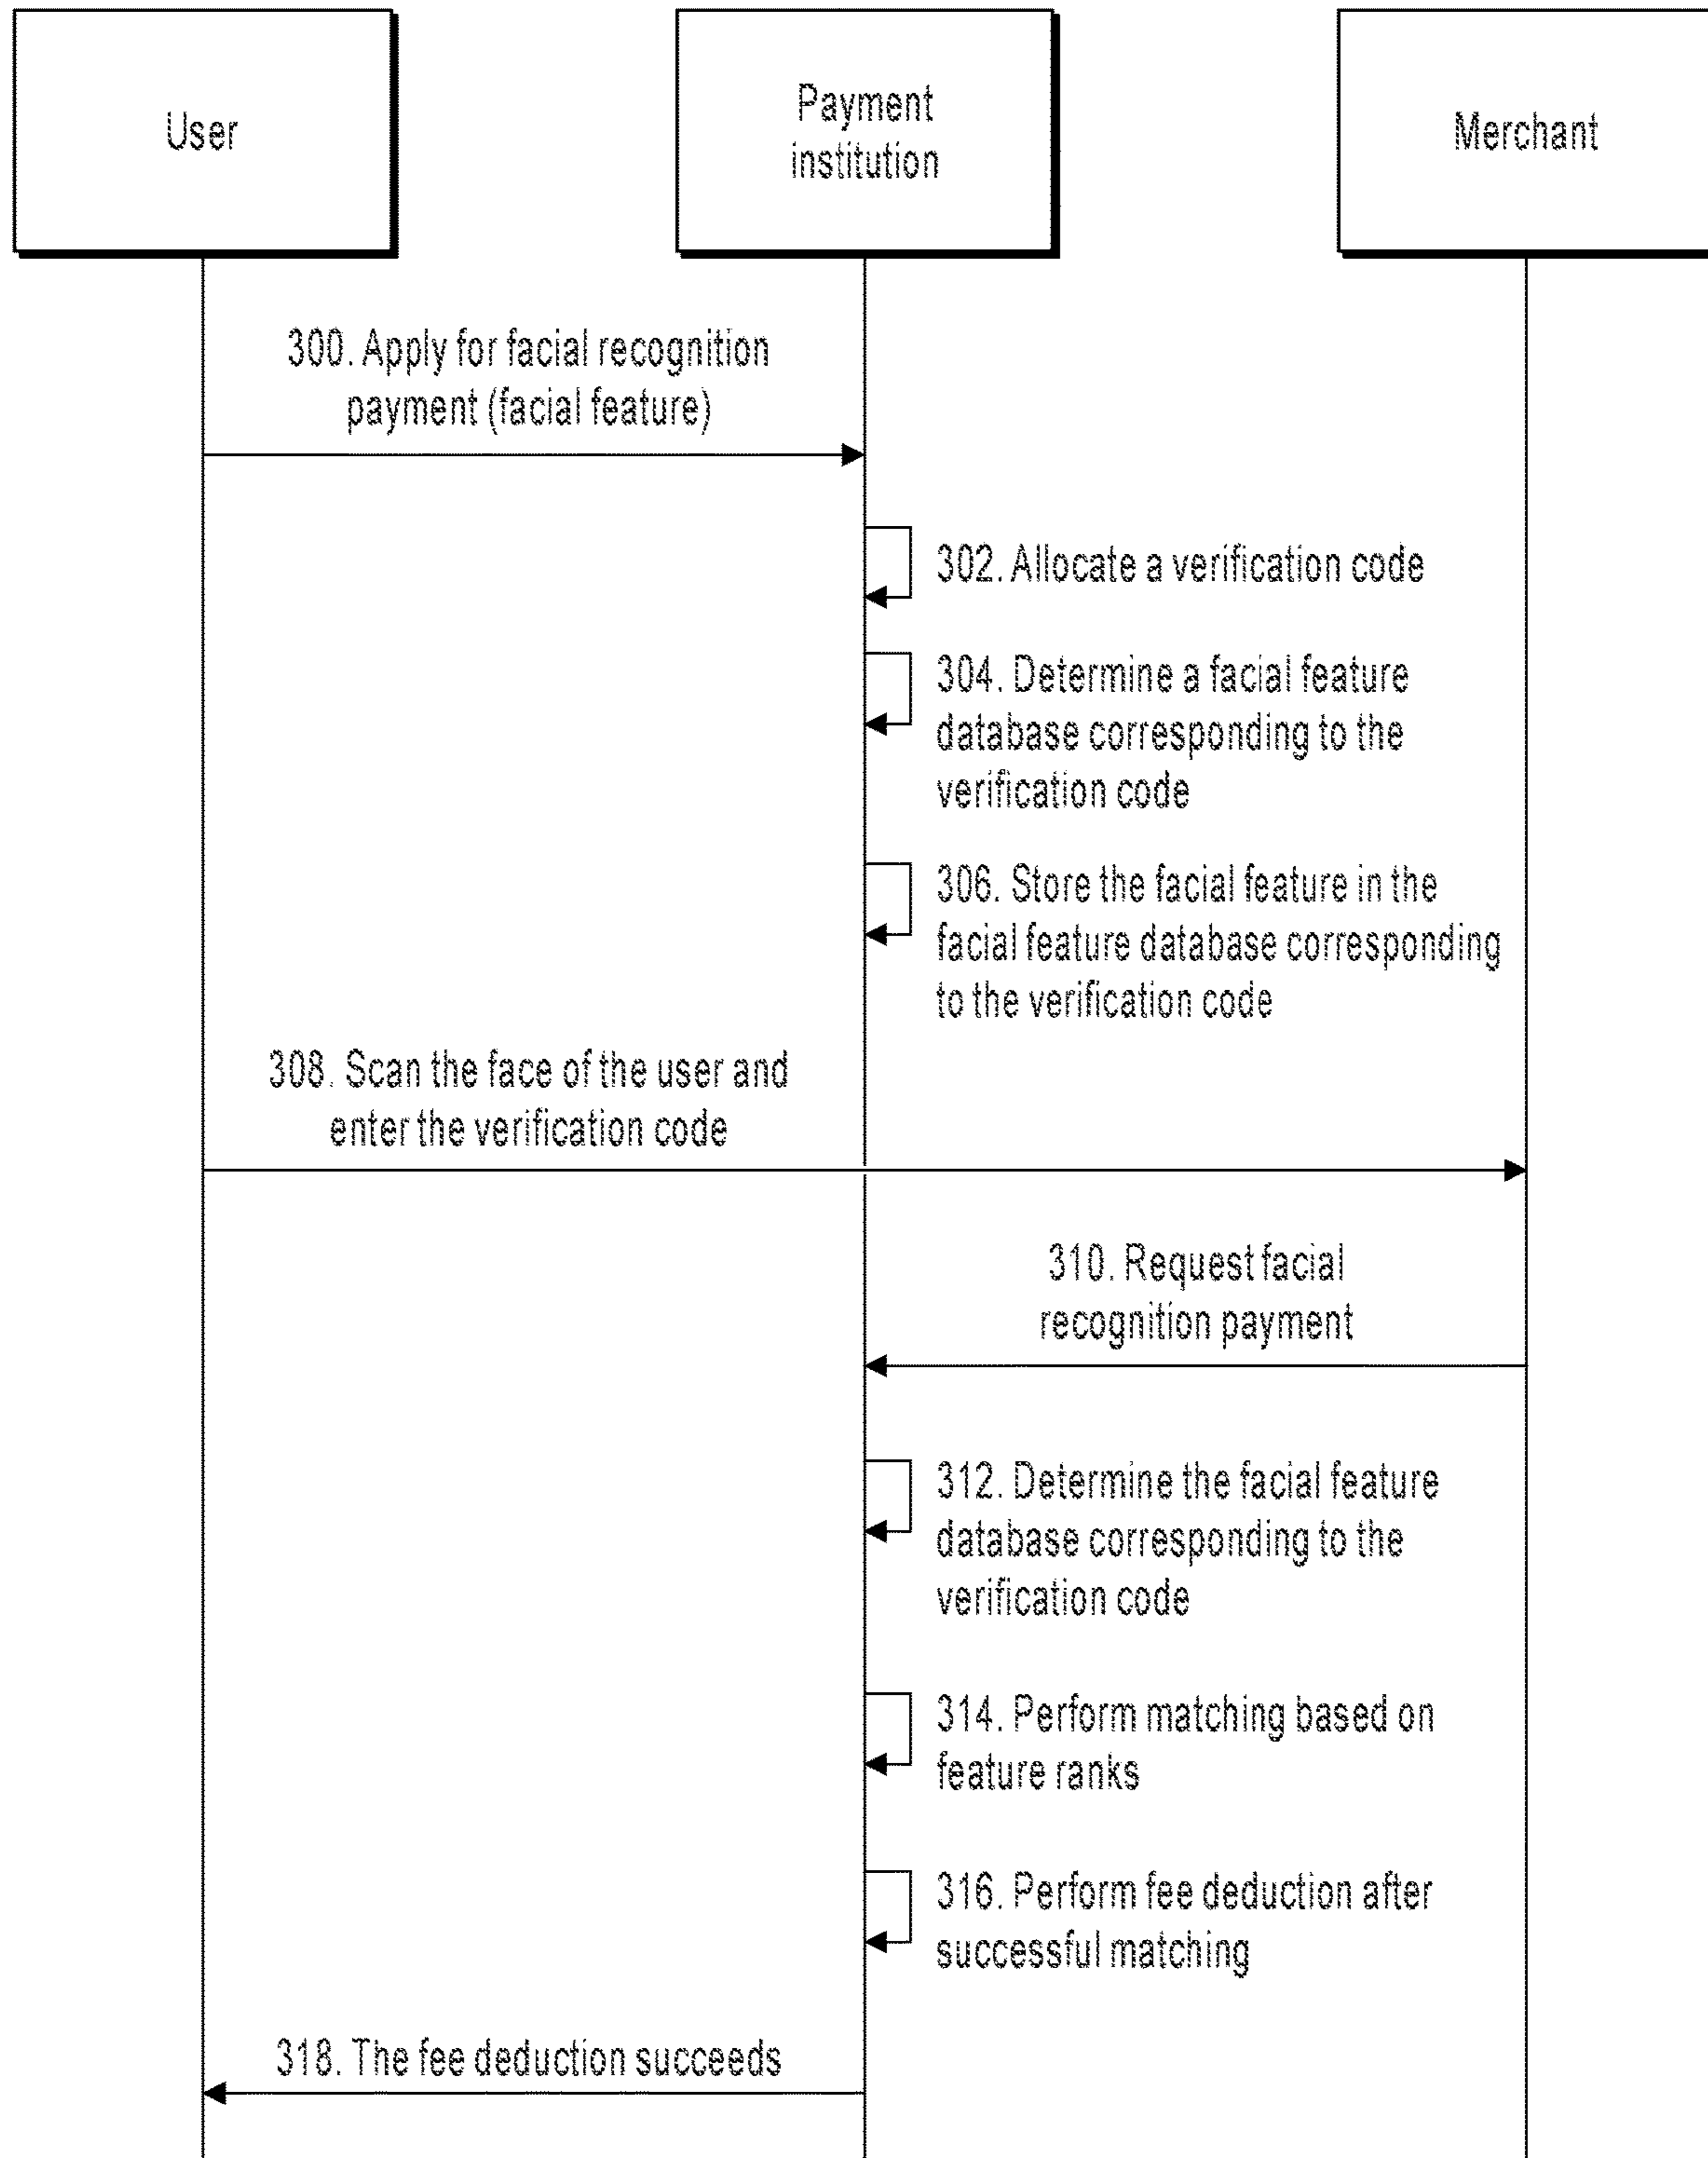 User
Payment
institution
Merchant
300. Apply for facial recognition
payment (facial feature)
302. Allocate a verification code
304. Determine a facial feature
database corresponding to the
verification code
306. Store the facial feature in the
facial feature database corresponding
to the verification code
308. Scan the face of the user and
enter the verification code
310. Request facial
recognition payment
312. Determine the facial feature
database corresponding to the
verification code
314. Perform matching based on
feature ranks
316. Perform fee deduction after
successful matching
318. The fee deduction succeeds